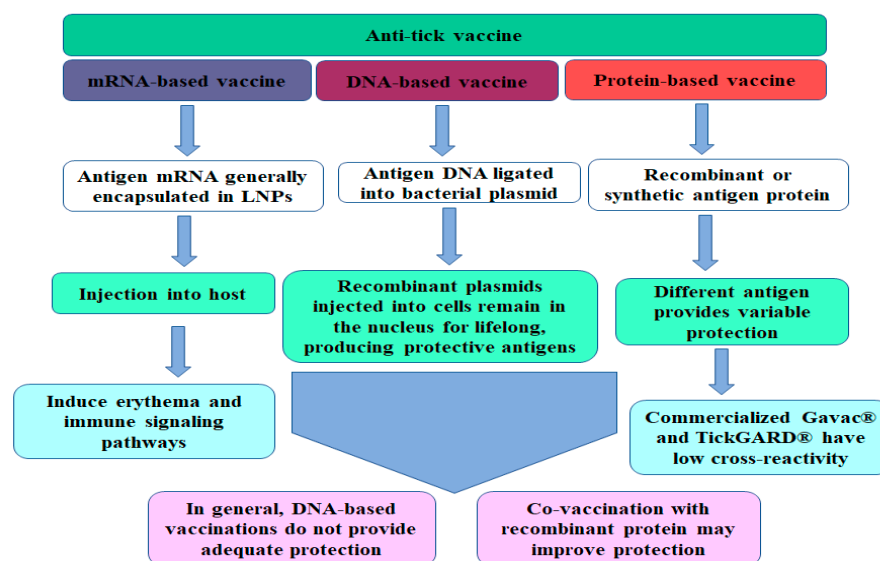 Anti-tick vaccine
mRNA-based vaccine
DNA-based vaccine
Protein-based vaccine
Antigen mRNA generally
encapsulated in LNPs
Antigen DNA ligated
into bacterial plasmid
Recombinant or
synthetic antigen protein
Injection into host
Recombinant plasmids
injected into cells remain in
the nucleus for lifelong,
producing protective antigens
Different antigen
provides variable
protection
Induce erythema and
immune signaling
pathways
Commercialized Gavac®
and TickGARD® have
low cross-reactivity
In general, DNA-based
vaccinations do not provide
adequate protection
Co-vaccination with
recombinant protein may
improve protection